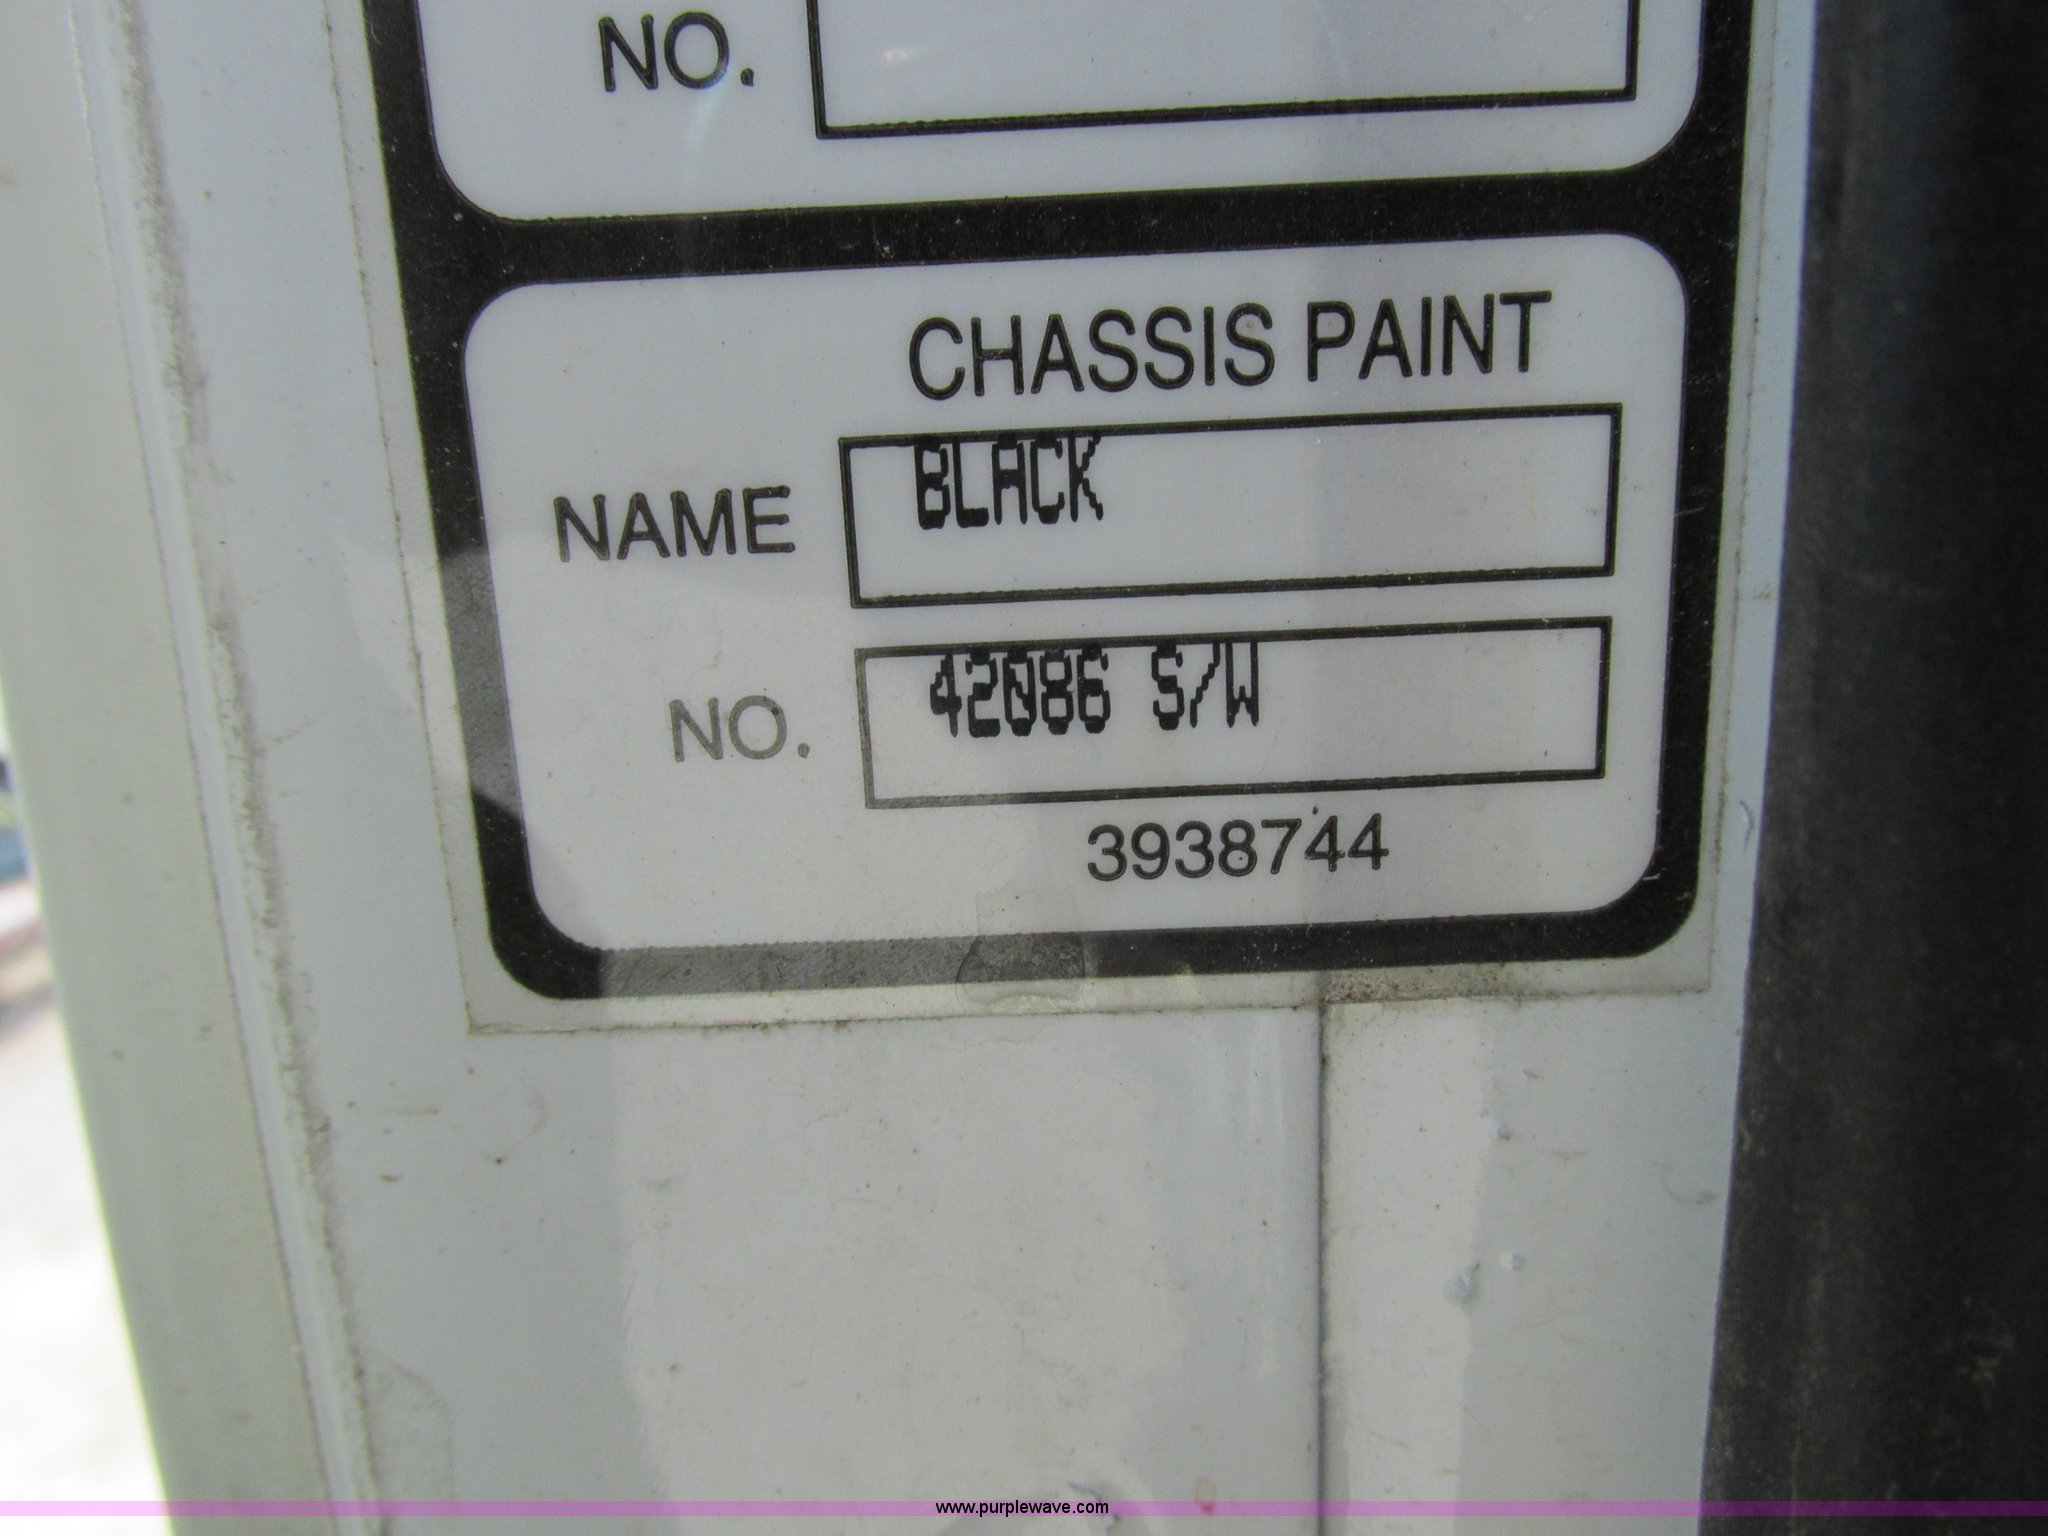 NO.
CHASSIS PAINT
NAME BLACK
NO. 42086 S/W
3938744
www.purplewave.com